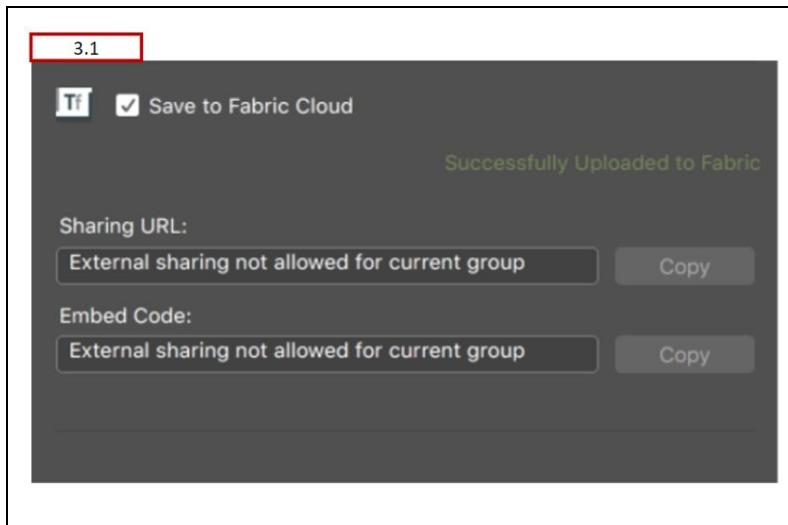 3.1
Tf Save to Fabric Cloud
Successfully Uploaded to Fabric
Sharing URL:
External sharing not allowed for current group Copy
Embed Code:
External sharing not allowed for current group Copy